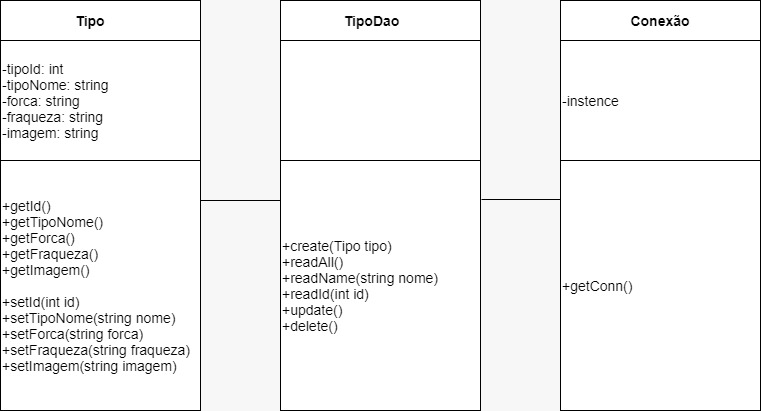 Tipo
-tipoId: int
-tipoNome: string
-forca: string
-fraqueza: string
-imagem: string
+getId()
+getTipoNome()
+getForca()
+getFraqueza()
+getImagem()
+setId(int id)
+setTipoNome(string nome)
+setForca(string forca)
+setFraqueza(string fraqueza)
+setImagem(string imagem)
TipoDao
+create(Tipo tipo)
+readAll()
+readName(string nome)
+readId(int id)
+update()
+delete()
Conexão
-instence
+getConn()